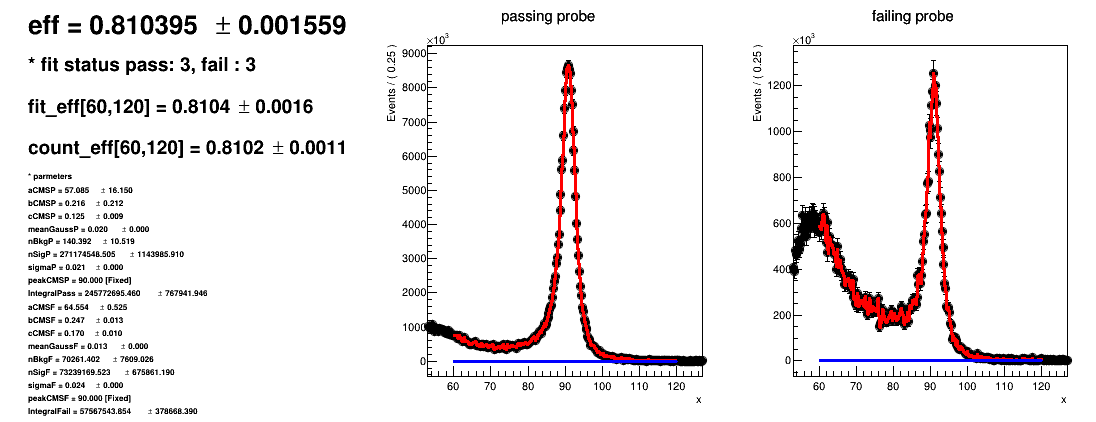 eff = 0.810395 ± 0.001559
* fit status pass: 3, fail : 3
fit_eff[60,120] = 0.8104 ± 0.0016
count_eff[60,120] = 0.8102 ± 0.0011
* parmeters
aCMSP = 57.085 ± 16.150
bCMSP = 0.216 ± 0.212
cCMSP = 0.125 ± 0.009
meanGaussP = 0.020 ± 0.000
nBkgP = 140.392 ± 10.519
nSigP = 271174548.505 ± 1143985.910
sigmaP = 0.021 ± 0.000
peakCMSP = 90.000 [Fixed]
IntegralPass = 245772695.460 ± 767941.946
aCMSF = 64.554 ± 0.525
bCMSF = 0.247 ± 0.013
cCMSF = 0.170 ± 0.010
meanGaussF = 0.013 ± 0.000
nBkgF = 70261.402 ± 7609.026
nSigF = 73239169.523 ± 675861.190
sigmaF = 0.024 ± 0.000
peakCMSF = 90.000 [Fixed]
IntegralFail = 57567543.854 ± 378668.390
passing probe
×10³
Events / ( 0.25 )
9000
8000
7000
6000
5000
4000
3000
2000
1000
0
60 70 80 90 100 110 120
x
failing probe
×10³
Events / ( 0.25 )
1200
1000
800
600
400
200
0
60 70 80 90 100 110 120
x